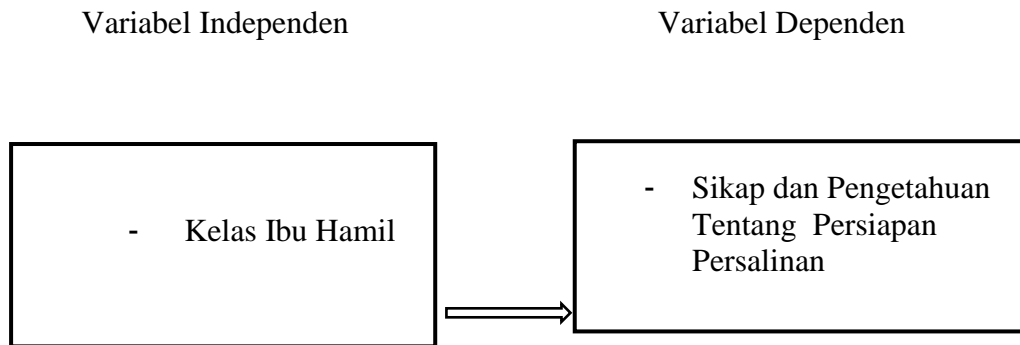 Variabel Independen
Variabel Dependen
- Kelas Ibu Hamil
- Sikap dan Pengetahuan
Tentang Persiapan
Persalinan